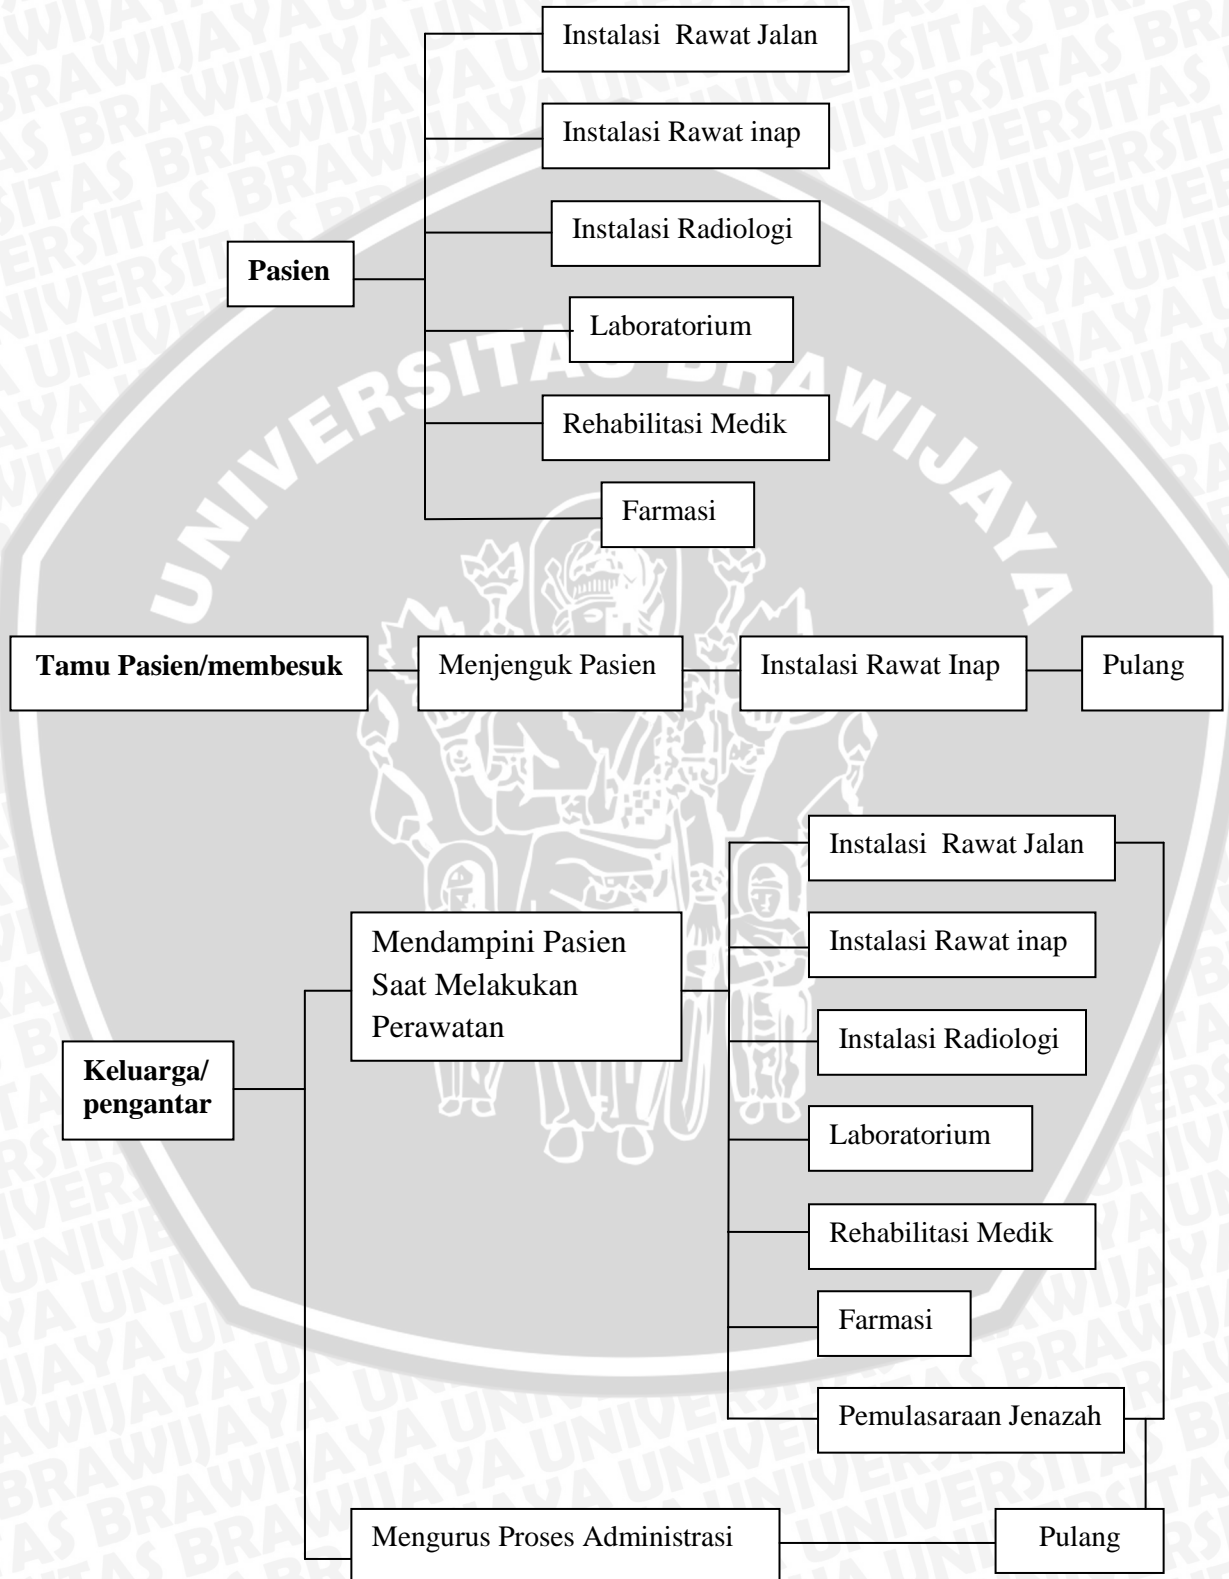 Instalasi  Rawat Jalan
Instalasi Rawat inap
Instalasi Radiologi
Pasien
Laboratorium
Rehabilitasi Medik
Farmasi
UNIVERSITAS BRAWIJAYA
Tamu Pasien/membesuk
Menjenguk Pasien
Instalasi Rawat Inap
Pulang
Keluarga/
pengantar
Mendampini Pasien
Saat Melakukan
Perawatan
Instalasi  Rawat Jalan
Instalasi Rawat inap
Instalasi Radiologi
Laboratorium
Rehabilitasi Medik
Farmasi
Pemulasaraan Jenazah
Mengurus Proses Administrasi
Pulang